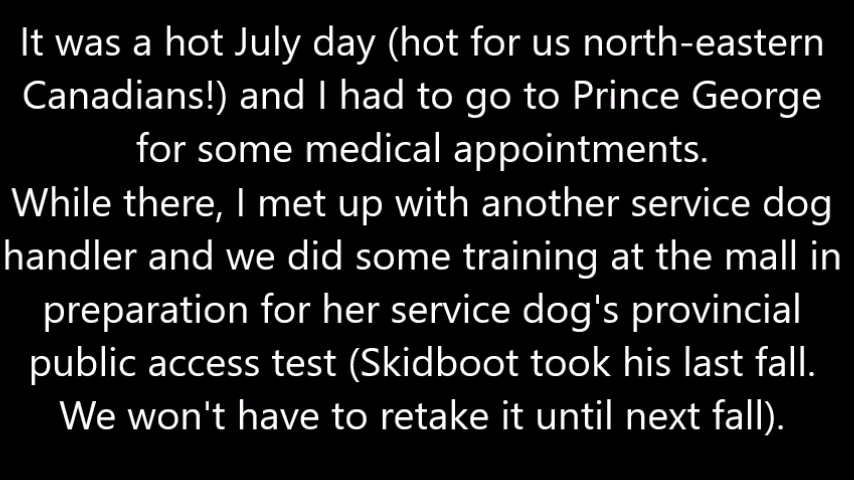 It was a hot July day (hot for us north-eastern
Canadians!) and I had to go to Prince George
for some medical appointments.
While there, I met up with another service dog
handler and we did some training at the mall in
preparation for her service dog's provincial
public access test (Skidboot took his last fall.
We won't have to retake it until next fall).